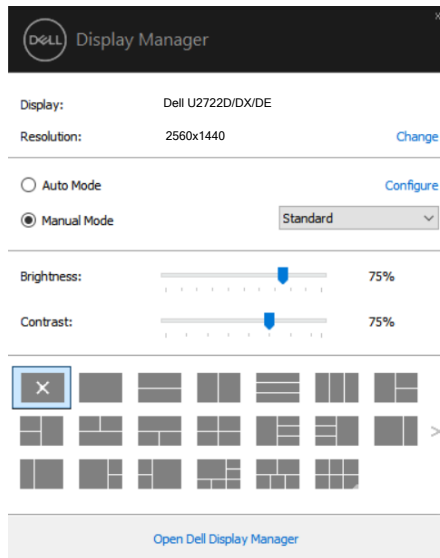 DELL Display Manager
Display: Dell U2722D/DX/DE
Resolution: 2560x1440 Change
Auto Mode Configure
Manual Mode Standard
Brightness: 75%
Contrast: 75%
Open Dell Display Manager